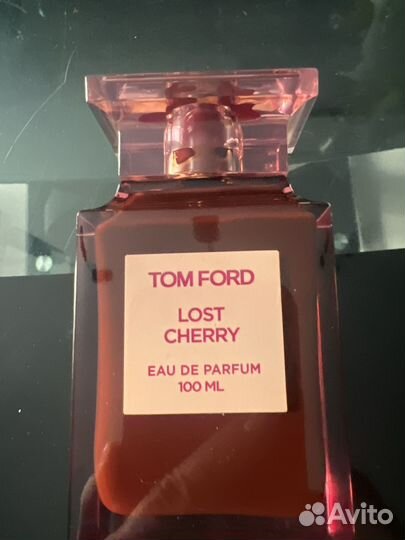 TOM FORD
LOST
CHERRY
EAU DE PARFUM
100 ML
Avito